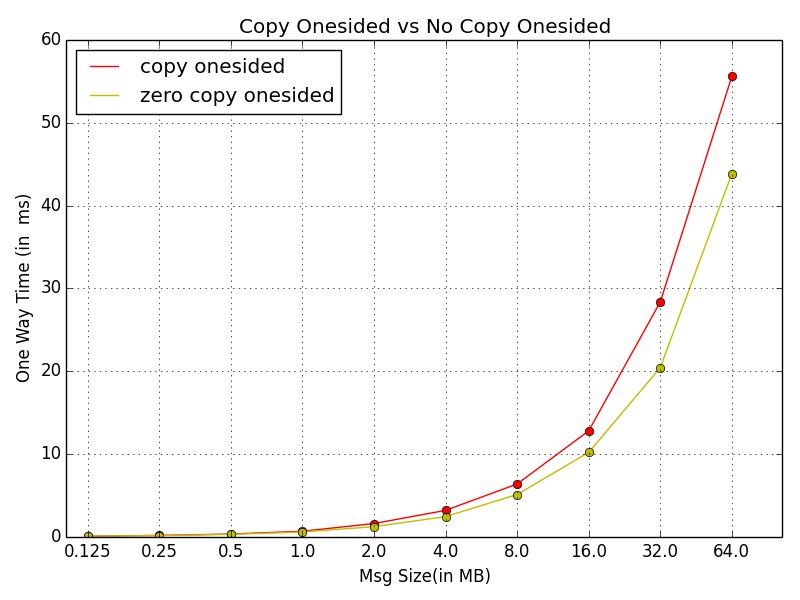 Copy Onesided vs No Copy Onesided
60
50
40
30
20
10
0
copy onesided
zero copy onesided
One Way Time (in  ms)
0.125 0.25 0.5 1.0 2.0 4.0 8.0 16.0 32.0 64.0
Msg Size(in MB)